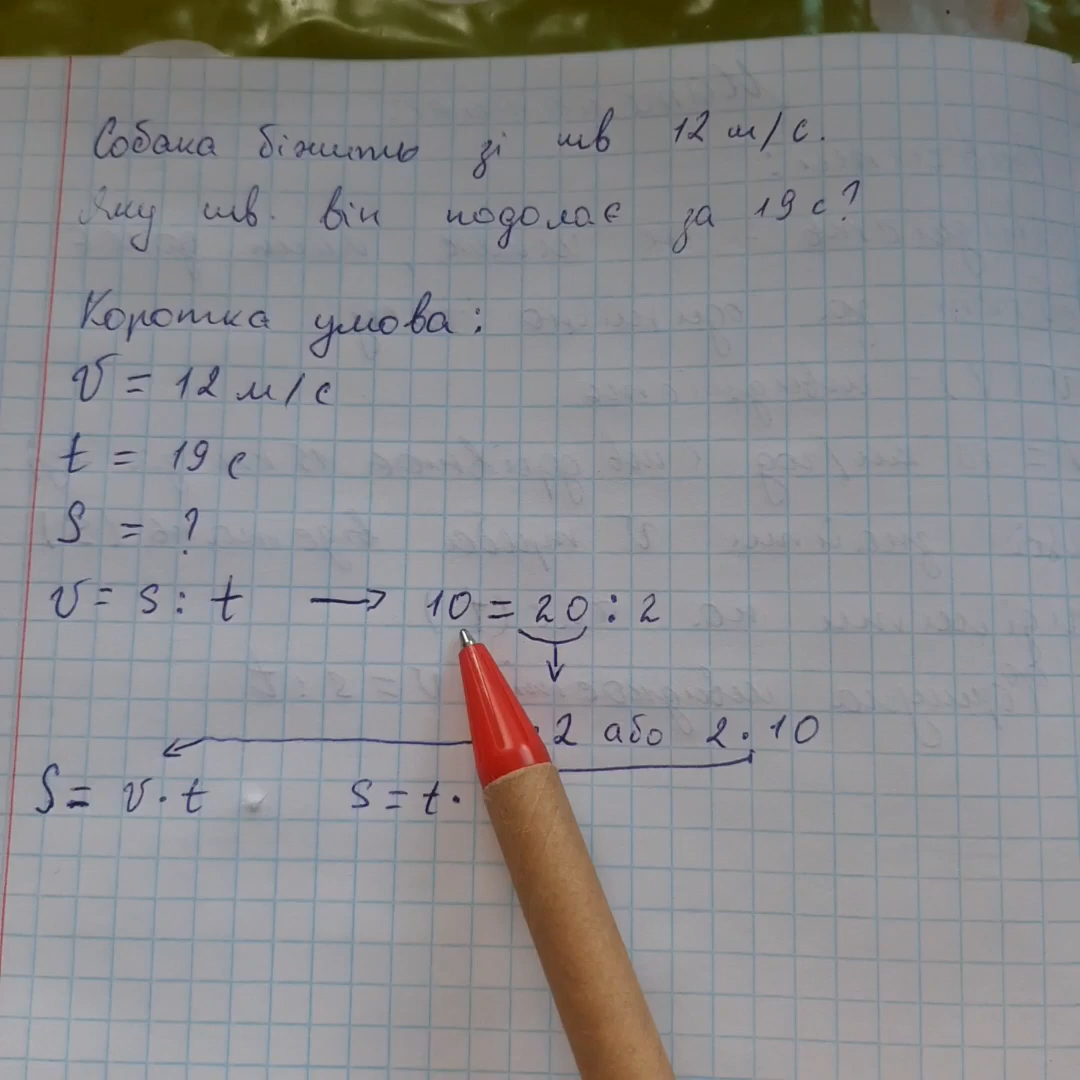 Собака біжить зі шв 12 м/с.
Яку шв. він подолає за 19 с?
Коротка умова:
v = 12 м/с
t = 19 с
S = ?
v = s : t → 10 = 20 : 2
· 2 або 2 · 10
S = v · t S = t ·